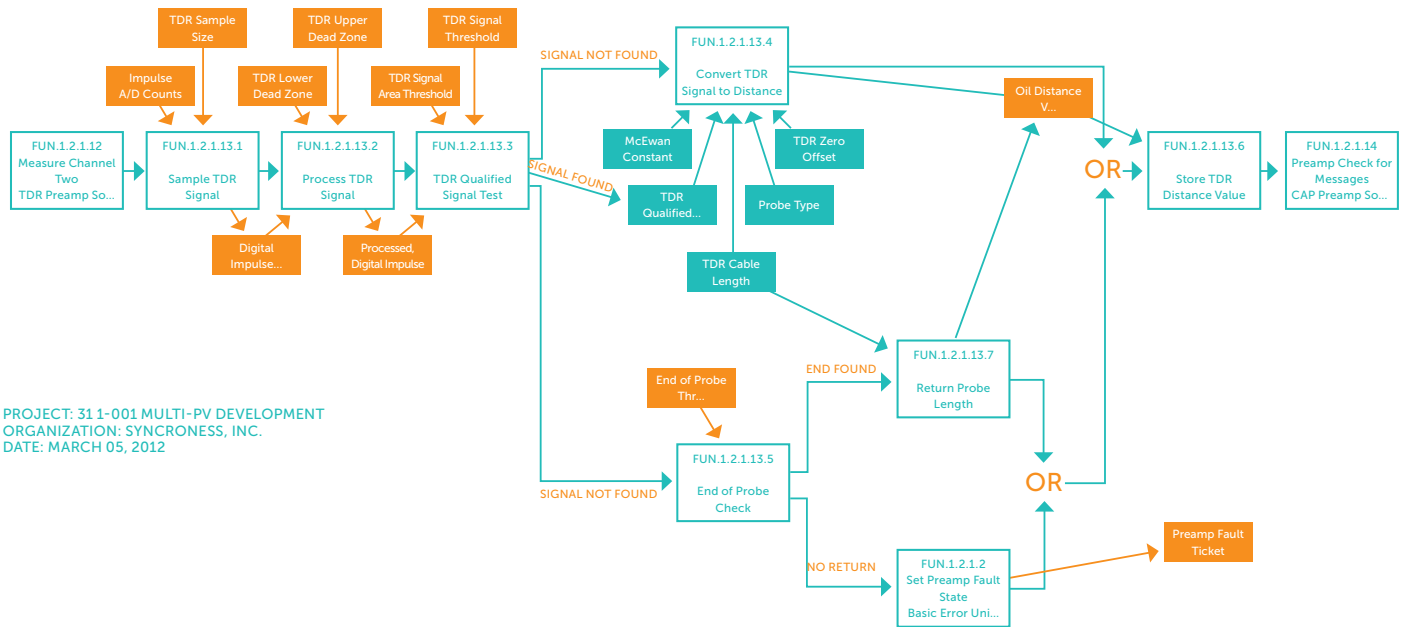 TDR Sample
Size
TDR Upper
Dead Zone
TDR Signal
Threshold
Impulse
A/D Counts
TDR Lower
Dead Zone
TDR Signal
Area Threshold
FUN.1.2.1.12
Measure Channel
Two
TDR Preamp So...
FUN.1.2.1.13.1
Sample TDR
Signal
FUN.1.2.1.13.2
Process TDR
Signal
FUN.1.2.1.13.3
TDR Qualified
Signal Test
Digital
Impulse...
Processed,
Digital Impulse
SIGNAL NOT FOUND
SIGNAL FOUND
FUN.1.2.1.13.4
Convert TDR
Signal to Distance
McEwan
Constant
TDR Zero
Offset
TDR
Qualified...
Probe Type
TDR Cable
Length
Oil Distance
V...
OR
FUN.1.2.1.13.6
Store TDR
Distance Value
FUN.1.2.1.14
Preamp Check for
Messages
CAP Preamp So...
FUN.1.2.1.13.7
Return Probe
Length
END FOUND
End of Probe
Thr...
PROJECT: 31 1-001 MULTI-PV DEVELOPMENT
ORGANIZATION: SYNCRONESS, INC.
DATE: MARCH 05, 2012
FUN.1.2.1.13.5
End of Probe
Check
SIGNAL NOT FOUND
OR
NO RETURN
FUN.1.2.1.2
Set Preamp Fault
State
Basic Error Uni...
Preamp Fault
Ticket